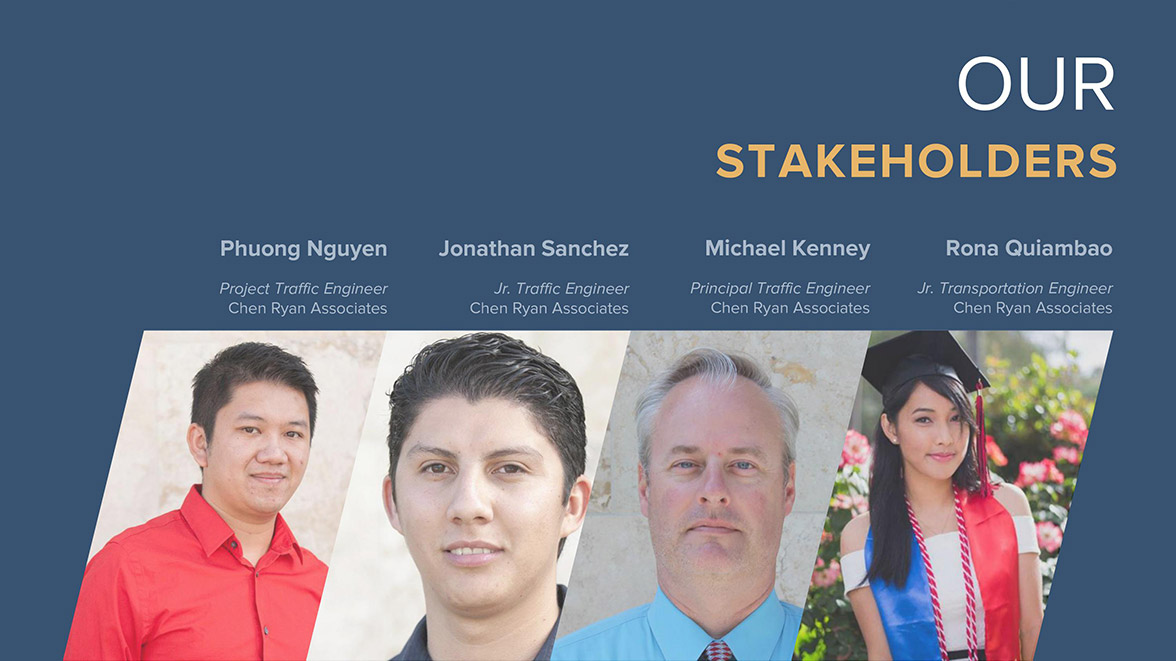 OUR
STAKEHOLDERS
Phuong Nguyen
Project Traffic Engineer
Chen Ryan Associates
Jonathan Sanchez
Jr. Traffic Engineer
Chen Ryan Associates
Michael Kenney
Principal Traffic Engineer
Chen Ryan Associates
Rona Quiambao
Jr. Transportation Engineer
Chen Ryan Associates